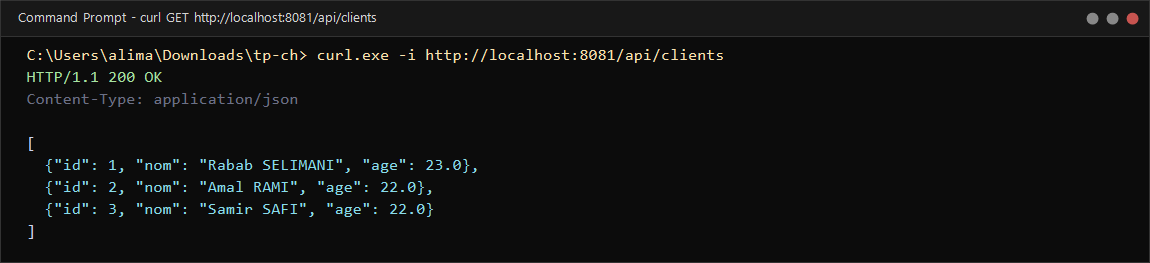 Command Prompt - curl GET http://localhost:8081/api/clients
C:\Users\alima\Downloads\tp-ch> curl.exe -i http://localhost:8081/api/clients
HTTP/1.1 200 OK
Content-Type: application/json
[
{"id": 1, "nom": "Rabab SELIMANI", "age": 23.0},
{"id": 2, "nom": "Amal RAMI", "age": 22.0},
{"id": 3, "nom": "Samir SAFI", "age": 22.0}
]